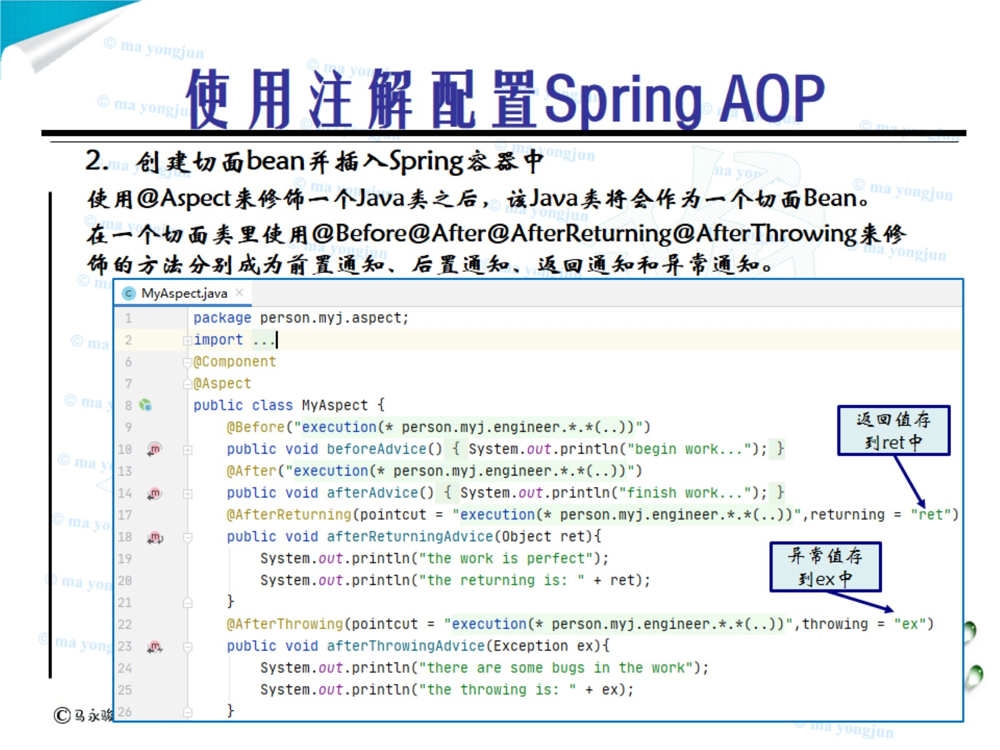 使用注解配置Spring AOP
2. 创建切面bean并插入Spring容器中
使用@Aspect来修饰一个Java类之后，该Java类将会作为一个切面Bean。
在一个切面类里使用@Before@After@AfterReturning@AfterThrowing来修
饰的方法分别成为前置通知、后置通知、返回通知和异常通知。
MyAspect.java
1 package person.myj.aspect;
2 import ...
6 @Component
7 @Aspect
8 public class MyAspect {
9 @Before("execution(* person.myj.engineer.*.*(..))")
10 public void beforeAdvice() { System.out.println("begin work..."); }
13 @After("execution(* person.myj.engineer.*.*(..))")
14 public void afterAdvice() { System.out.println("finish work..."); }
17 @AfterReturning(pointcut = "execution(* person.myj.engineer.*.*(..))",returning = "ret")
18 public void afterReturningAdvice(Object ret){
19 System.out.println("the work is perfect");
20 System.out.println("the returning is: " + ret);
21 }
22 @AfterThrowing(pointcut = "execution(* person.myj.engineer.*.*(..))",throwing = "ex")
23 public void afterThrowingAdvice(Exception ex){
24 System.out.println("there are some bugs in the work");
25 System.out.println("the throwing is: " + ex);
26 }
返回值存
到ret中
异常值存
到ex中
©马永骏
© ma yongjun